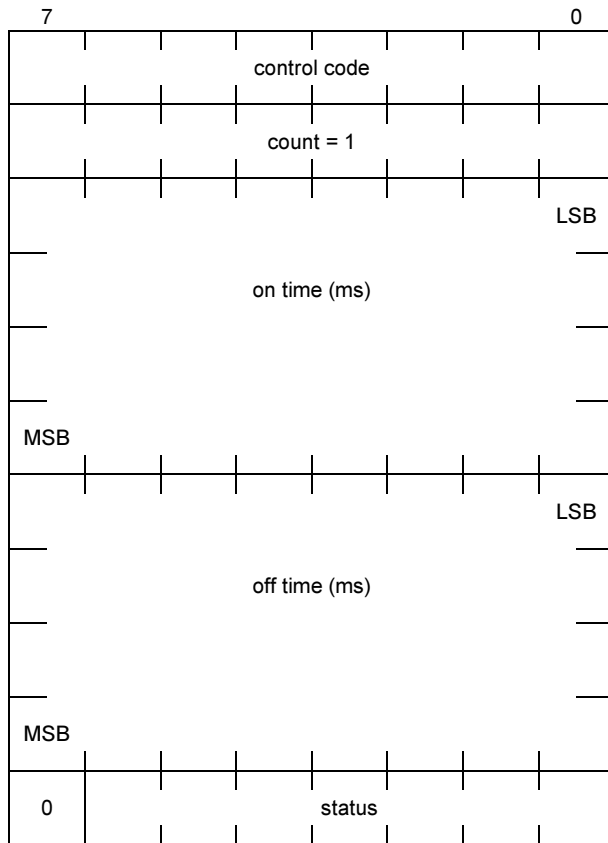 7 0
control code
count = 1
LSB
on time (ms)
MSB
LSB
off time (ms)
MSB
0 status